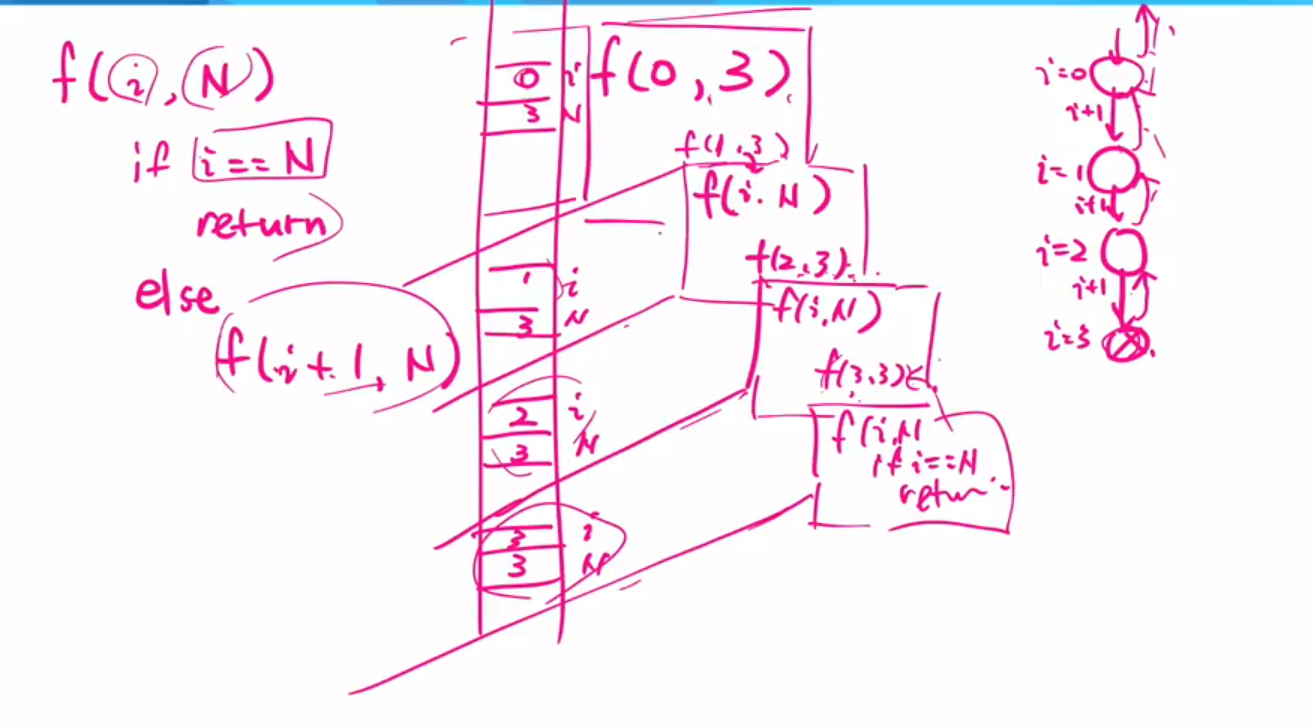 f(i, N)
if i == N
return
else
f(i+1, N)
0 i
3 N
1 i
3 N
2 i
3 N
3 i
3 N
f(0, 3)
f(1, 3)
f(i. N)
f(2, 3)
f(i, N)
f(3, 3)
f(i, N
if i == N
return
i=0
i+1
i=1
i+1
i=2
i+1
i=3